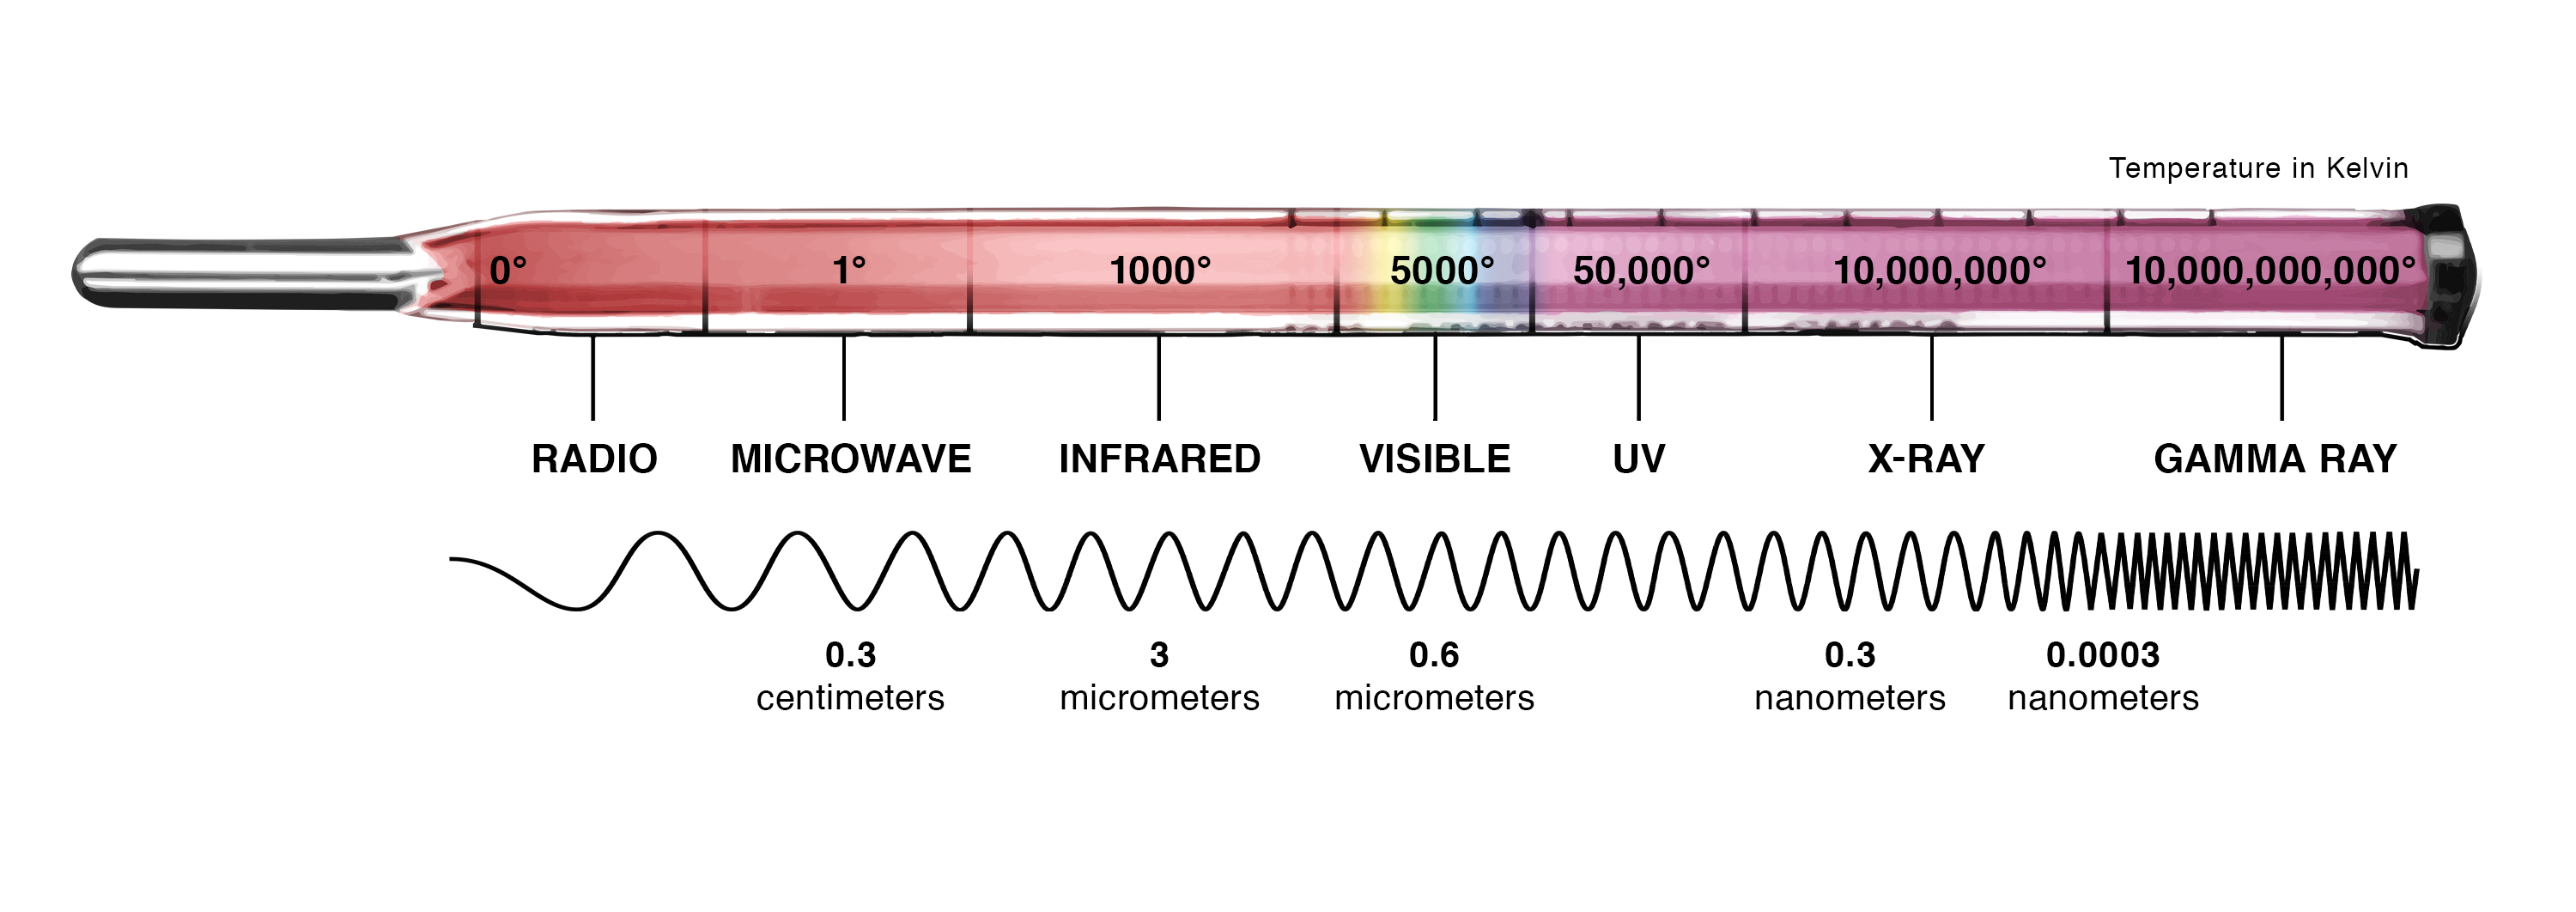 Temperature in Kelvin
0° 1° 1000° 5000° 50,000° 10,000,000° 10,000,000,000°
RADIO MICROWAVE INFRARED VISIBLE UV X-RAY GAMMA RAY
0.3 3 0.6 0.3 0.0003
centimeters micrometers micrometers nanometers nanometers